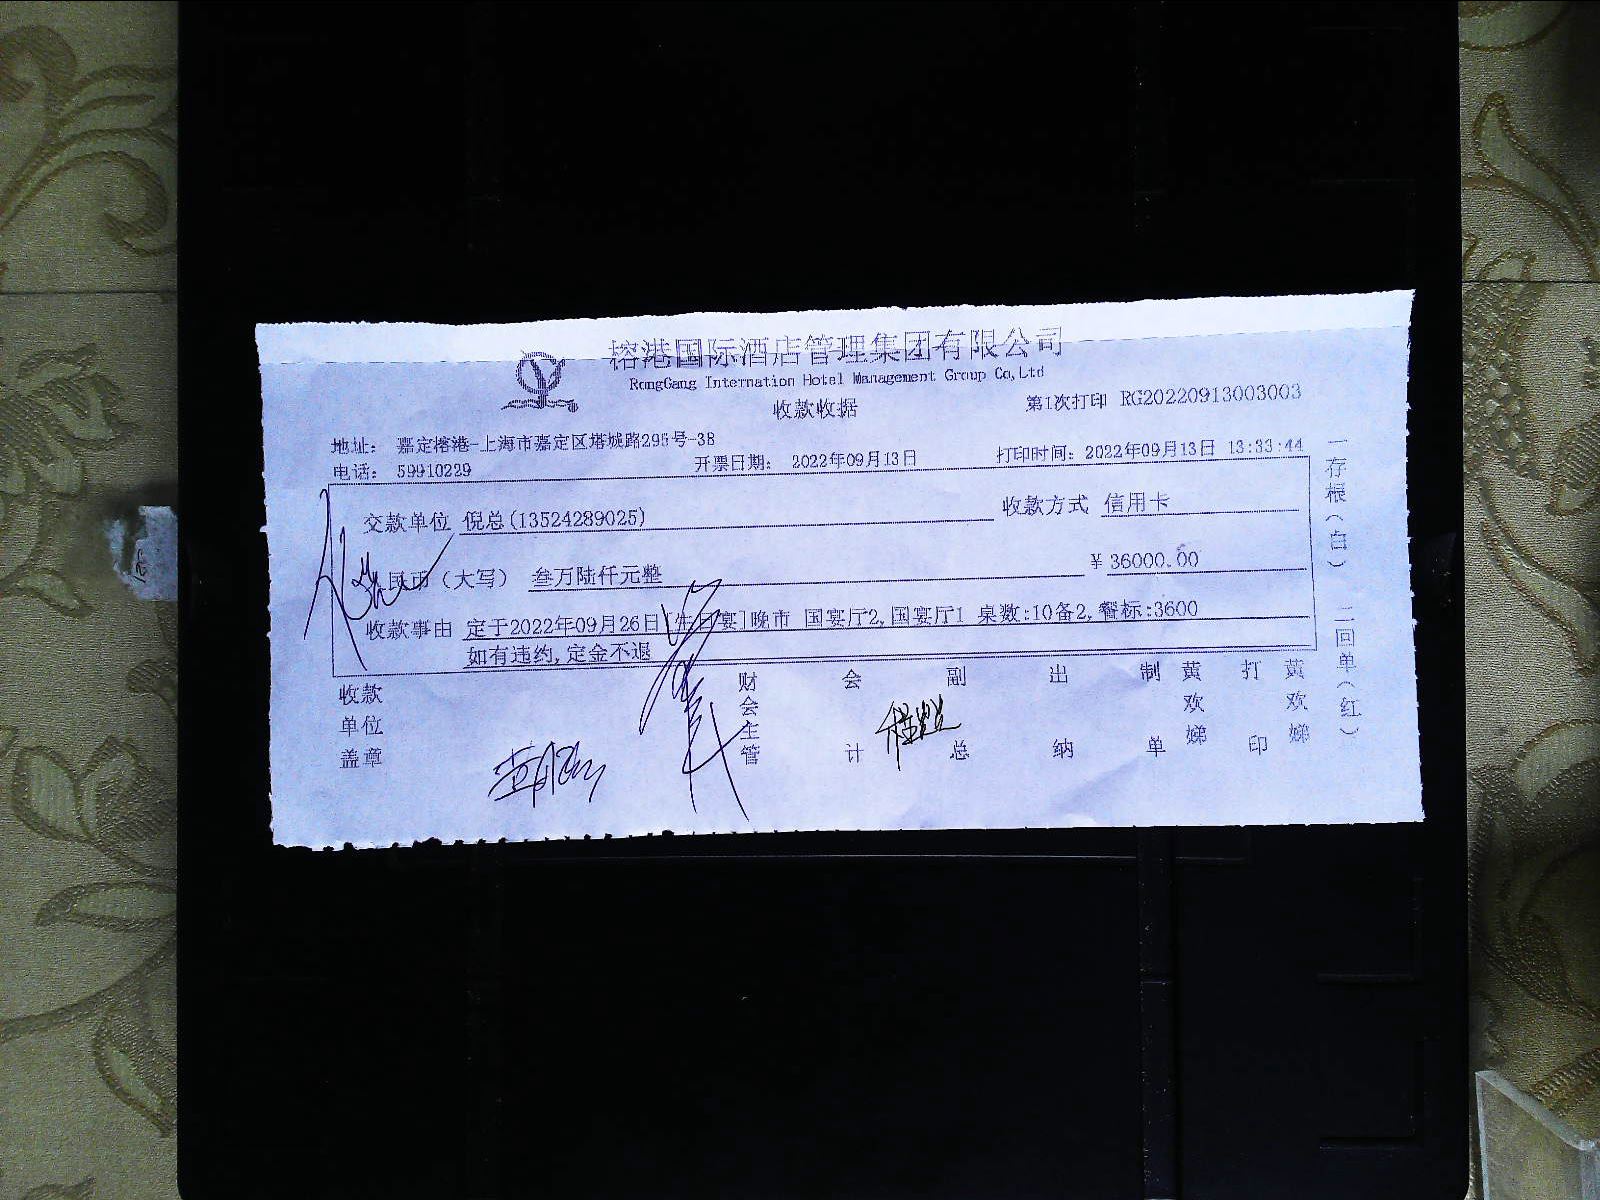 榕港国际酒店管理集团有限公司
RongGang Internation Hotel Management Group Co,Ltd
收款收据
第1次打印 RG20220913003003
地址： 嘉定榕港-上海市嘉定区塔城路295号-38
电话： 59910229
开票日期： 2022年09月13日
打印时间：2022年09月13日 13:33:44
交款单位 倪总(13524289025)
收款方式 信用卡
民币（大写） 叁万陆仟元整
￥36000.00
收款事由 定于2022年09月26日[生日宴]晚市 国宴厅2,国宴厅1 桌数:10备2,餐标:3600
如有违约,定金不退
收款单位盖章
财会主管
会计
副总
出纳
制单
黄欢娣
打印
黄欢娣
一存根（白） 二回单（红）